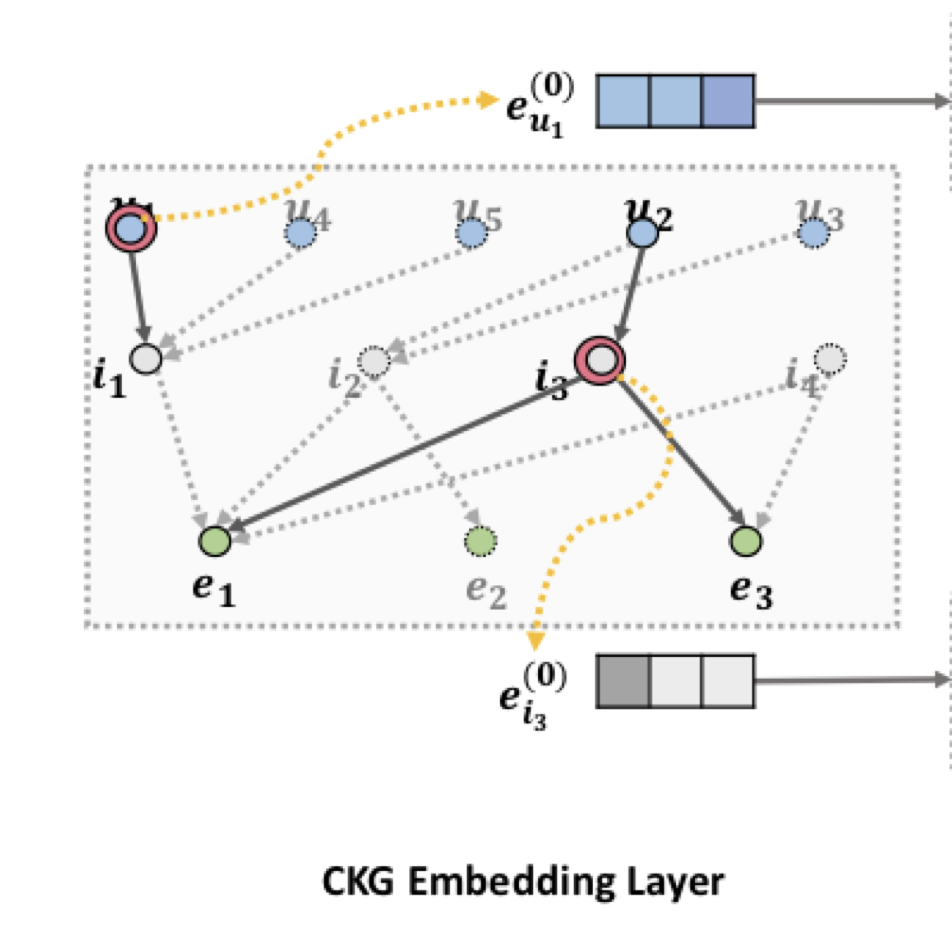 e_{u_1}^{(0)}
u_1 u_4 u_5 u_2 u_3
i_1 i_2 i_3 i_4
e_1 e_2 e_3
e_{i_3}^{(0)}
CKG Embedding Layer